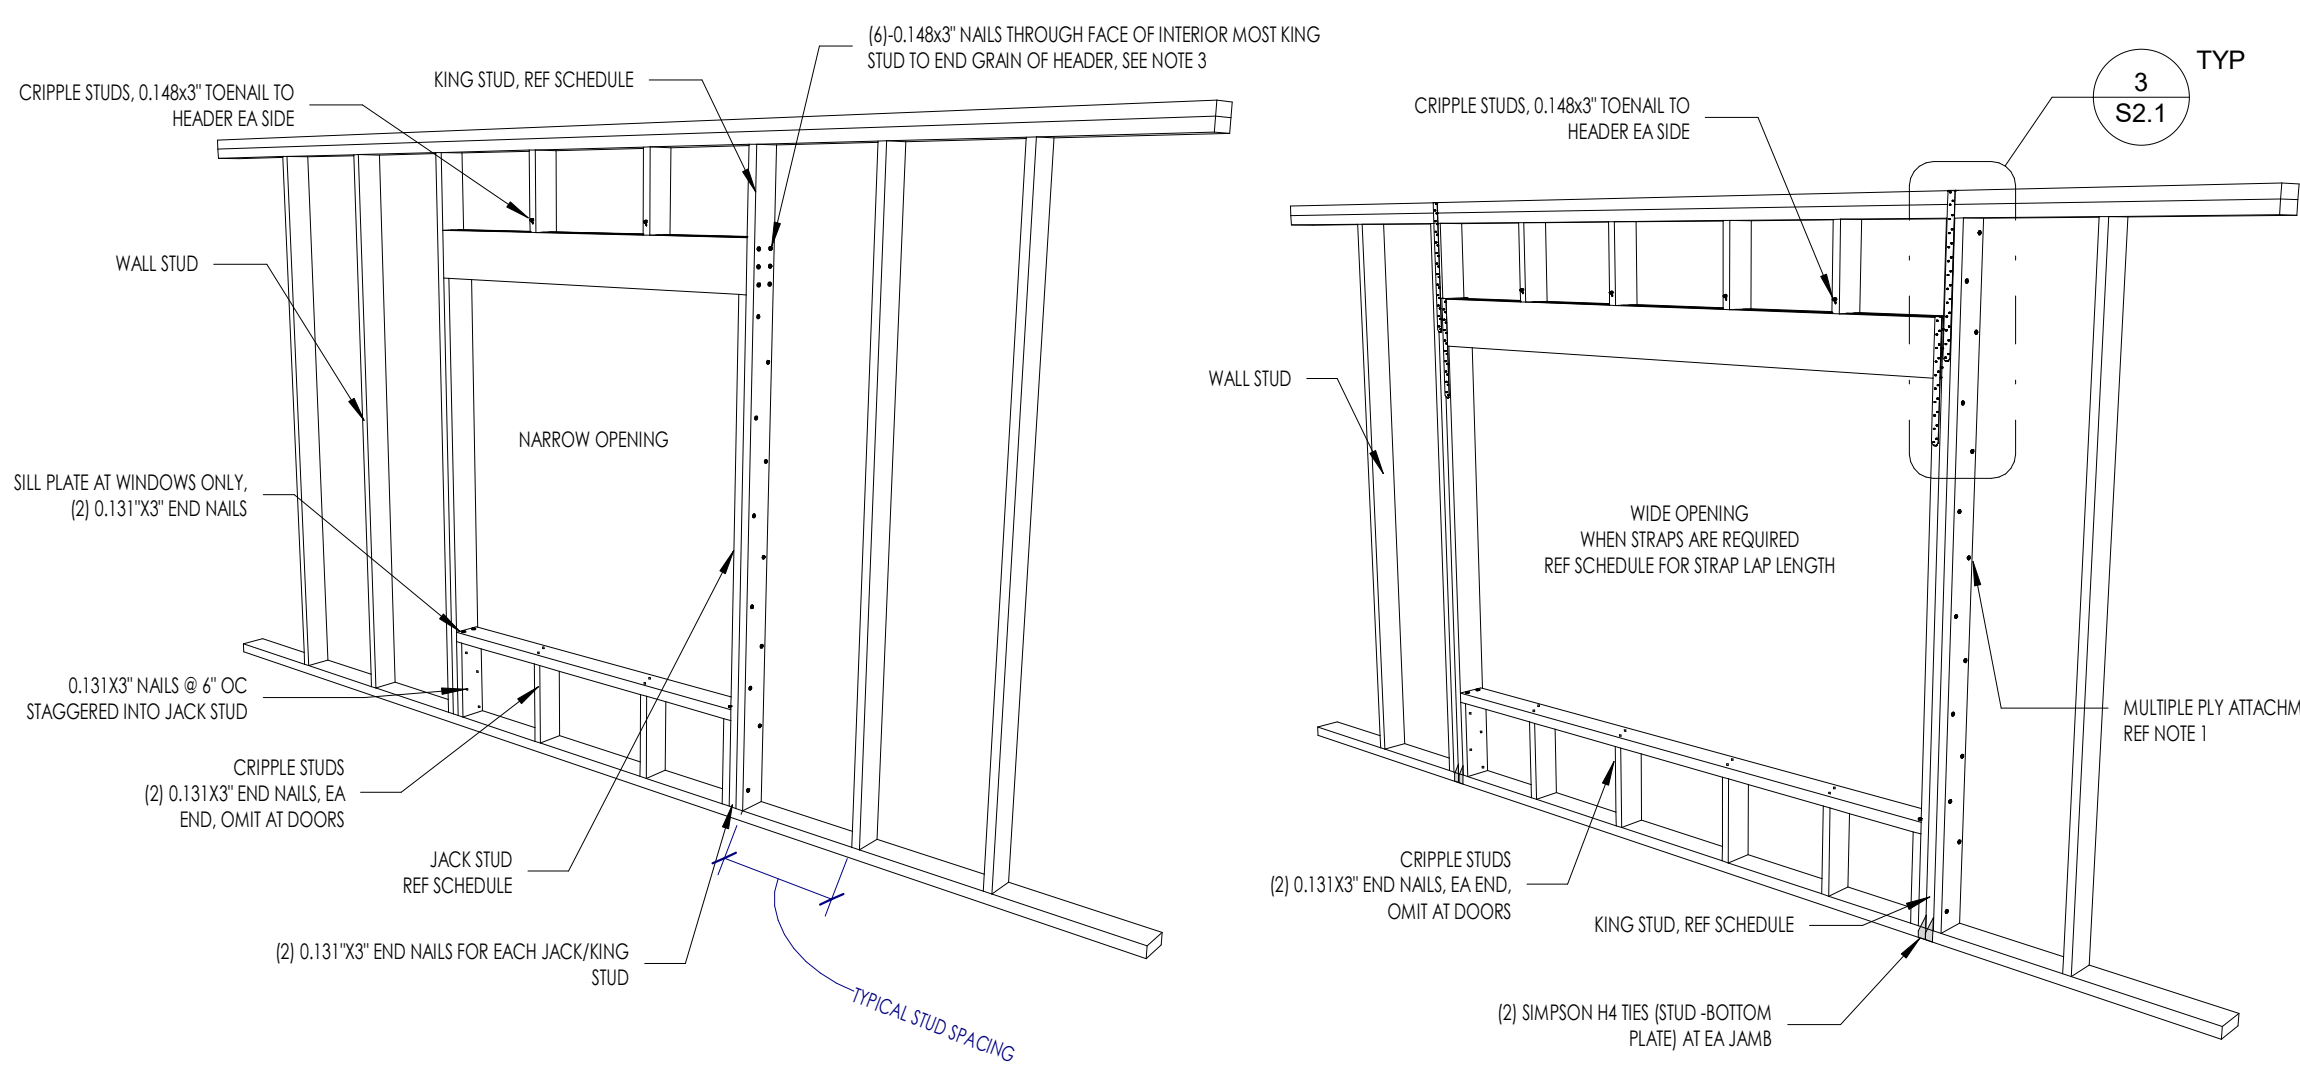 (6)-0.148x3" NAILS THROUGH FACE OF INTERIOR MOST KING
STUD TO END GRAIN OF HEADER, SEE NOTE 3
KING STUD, REF SCHEDULE
CRIPPLE STUDS, 0.148x3" TOENAIL TO
HEADER EA SIDE
WALL STUD
NARROW OPENING
SILL PLATE AT WINDOWS ONLY,
(2) 0.131"X3" END NAILS
0.131X3" NAILS @ 6" OC
STAGGERED INTO JACK STUD
CRIPPLE STUDS
(2) 0.131X3" END NAILS, EA
END, OMIT AT DOORS
JACK STUD
REF SCHEDULE
(2) 0.131"X3" END NAILS FOR EACH JACK/KING
STUD
TYPICAL STUD SPACING
TYP
3
S2.1
CRIPPLE STUDS, 0.148x3" TOENAIL TO
HEADER EA SIDE
WALL STUD
WIDE OPENING
WHEN STRAPS ARE REQUIRED
REF SCHEDULE FOR STRAP LAP LENGTH
MULTIPLE PLY ATTACHM
REF NOTE 1
CRIPPLE STUDS
(2) 0.131X3" END NAILS, EA END,
OMIT AT DOORS
KING STUD, REF SCHEDULE
(2) SIMPSON H4 TIES (STUD -BOTTOM
PLATE) AT EA JAMB